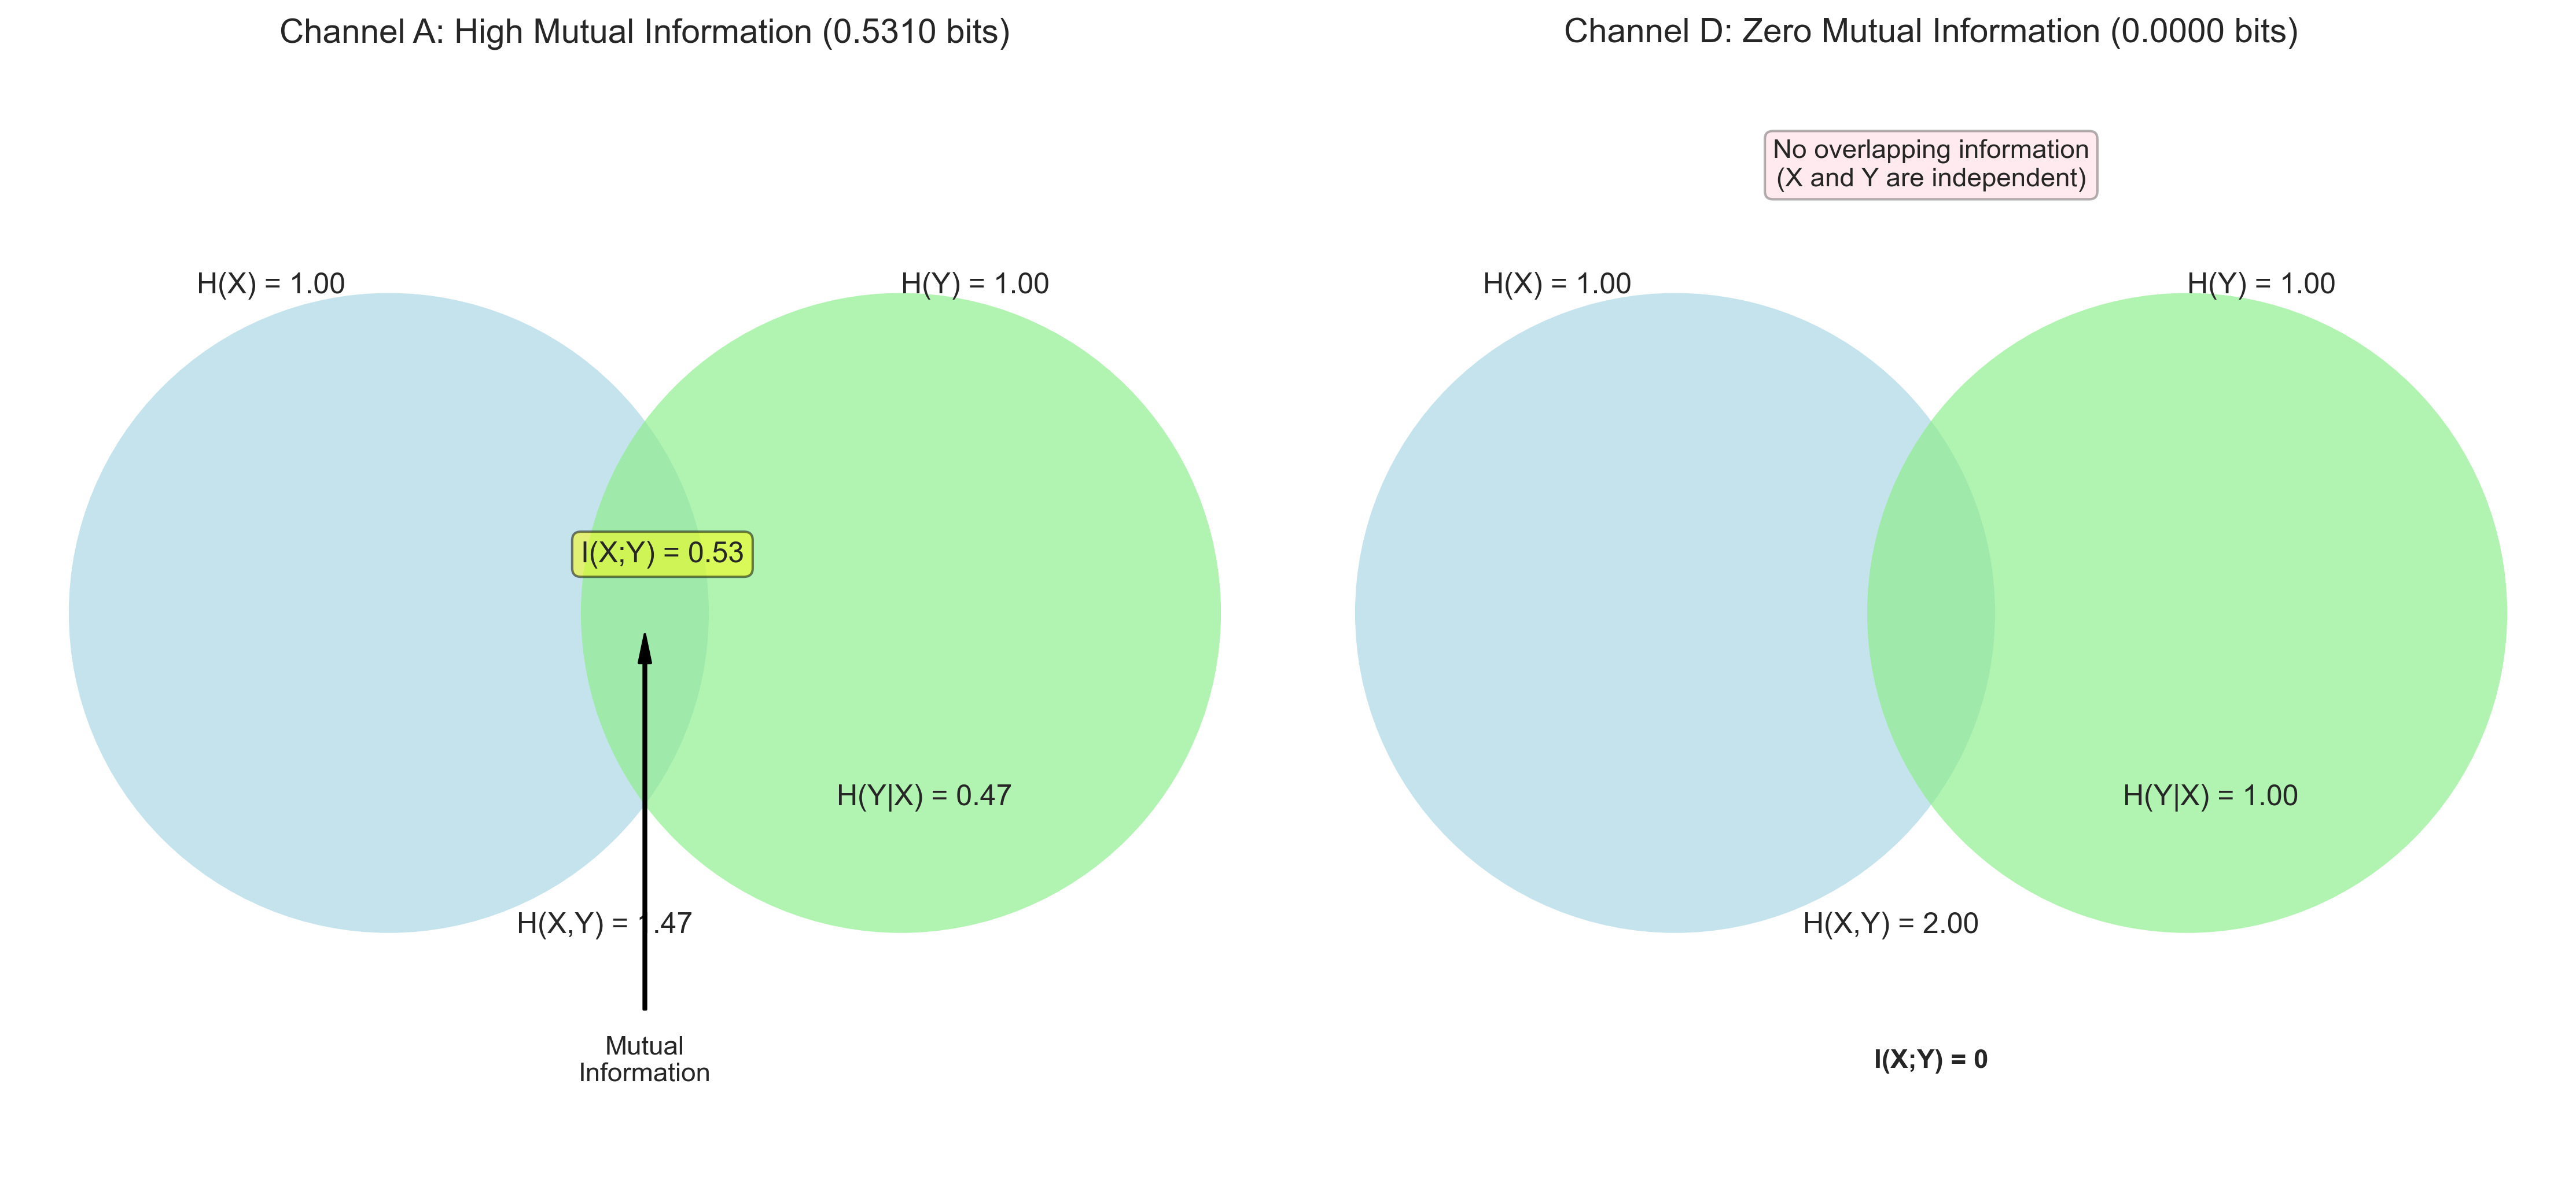 Channel A: High Mutual Information (0.5310 bits)
H(X) = 1.00
H(Y) = 1.00
I(X;Y) = 0.53
H(Y|X) = 0.47
H(X,Y) = 1.47
Mutual
Information
Channel D: Zero Mutual Information (0.0000 bits)
No overlapping information
(X and Y are independent)
H(X) = 1.00
H(Y) = 1.00
H(Y|X) = 1.00
H(X,Y) = 2.00
I(X;Y) = 0